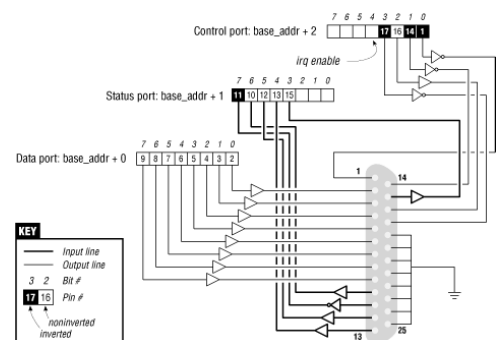 7 6 5 4 3 2 1 0
Control port: base_addr + 2
17 16 14 1
irq enable
7 6 5 4 3 2 1 0
Status port: base_addr + 1
11 10 12 13 15
7 6 5 4 3 2 1 0
Data port: base_addr + 0
9 8 7 6 5 4 3 2
1
14
KEY
Input line
Output line
3 2 Bit #
17 16 Pin #
noninverted
inverted
13
25